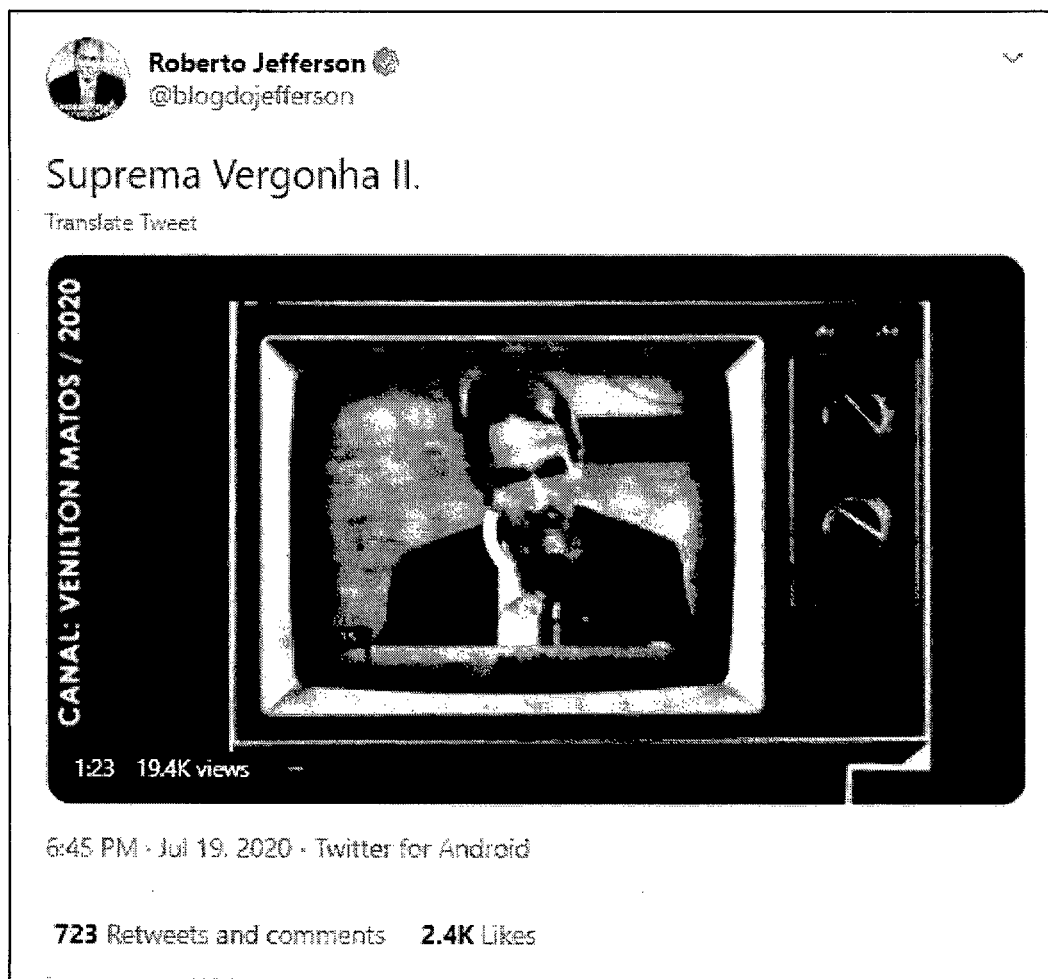 Roberto Jefferson
@blogdojefferson
Suprema Vergonha II.
Translate Tweet
CANAL: VENILTON MATOS / 2020
1:23 19.4K views
6:45 PM · Jul 19, 2020 · Twitter for Android
723 Retweets and comments 2.4K Likes